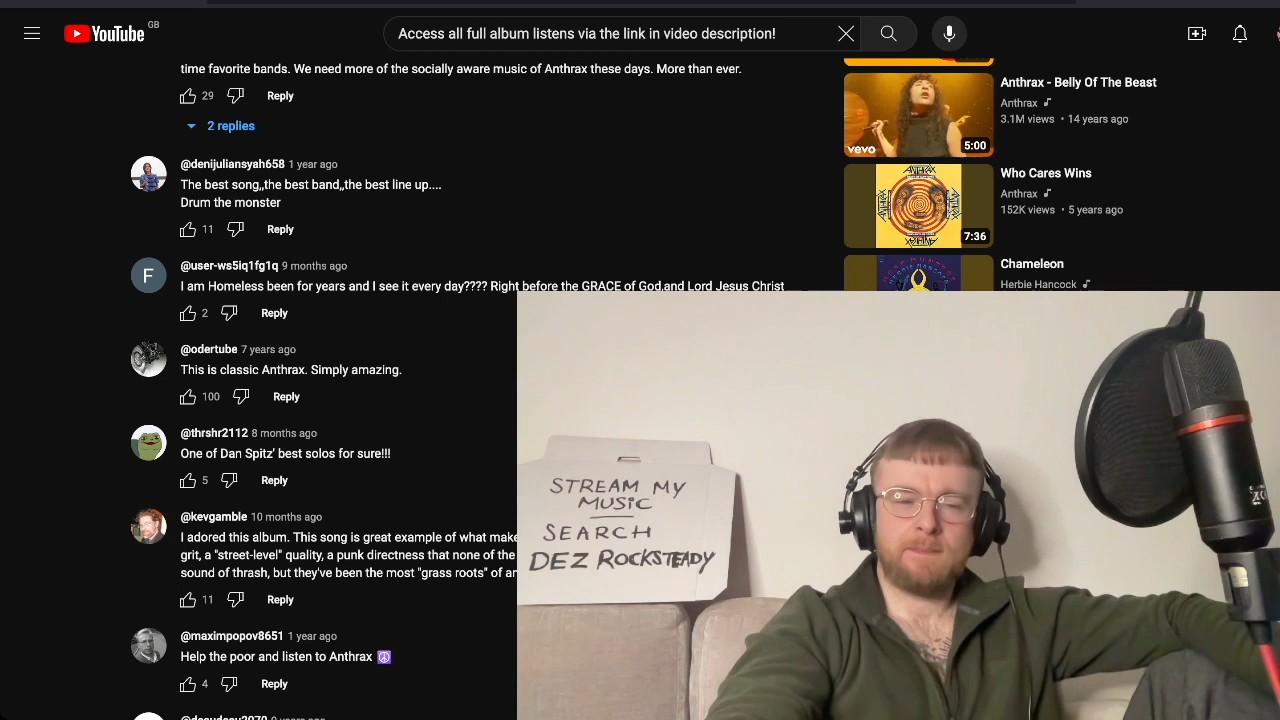 YouTube
GB
Access all full album listens via the link in video description!
time favorite bands. We need more of the socially aware music of Anthrax these days. More than ever.
29
Reply
2 replies
@denijuliansyah658 1 year ago
The best song,,the best band,,the best line up....
Drum the monster
11
Reply
@user-ws5iq1fg1q 9 months ago
I am Homeless been for years and I see it every day???? Right before the GRACE of God.and Lord Jesus Christ
2
Reply
F
@odertube 7 years ago
This is classic Anthrax. Simply amazing.
100
Reply
@thrshr2112 8 months ago
One of Dan Spitz' best solos for sure!!!
5
Reply
@kevgamble 10 months ago
I adored this album. This song is great example of what make
grit, a "street-level" quality, a punk directness that none of the
sound of thrash, but they've been the most "grass roots" of an
11
Reply
@maximpopov8651 1 year ago
Help the poor and listen to Anthrax ☮
4
Reply
Anthrax - Belly Of The Beast
Anthrax
3.1M views • 14 years ago
vevo
5:00
Who Cares Wins
Anthrax
152K views • 5 years ago
ANTHRAX
7:36
Chameleon
Herbie Hancock
STREAM MY
MUSIC
SEARCH
DEZ ROCKSTEADY